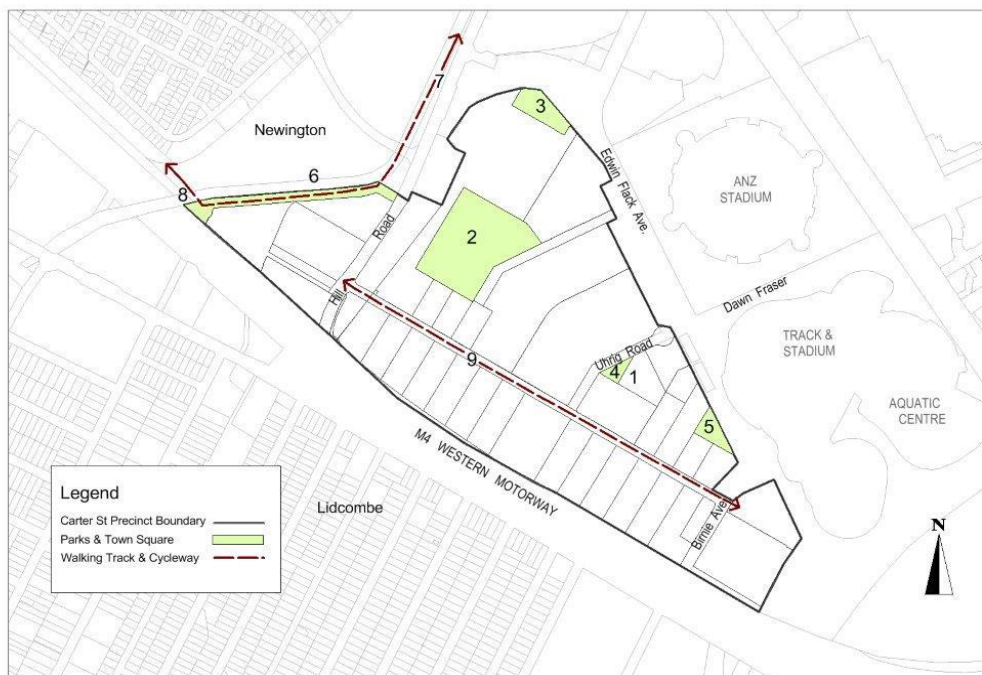 7
3
Newington
6
8
Edwin Flack Ave.
ANZ
STADIUM
Road
2
Hill
Dawn Fraser
TRACK &
STADIUM
Uhrig Road
4
1
9
AQUATIC
CENTRE
5
M4 WESTERN MOTORWAY
Birnie Ave
Lidcombe
Legend
Carter St Precinct Boundary
Parks & Town Square
Walking Track & Cycleway
N